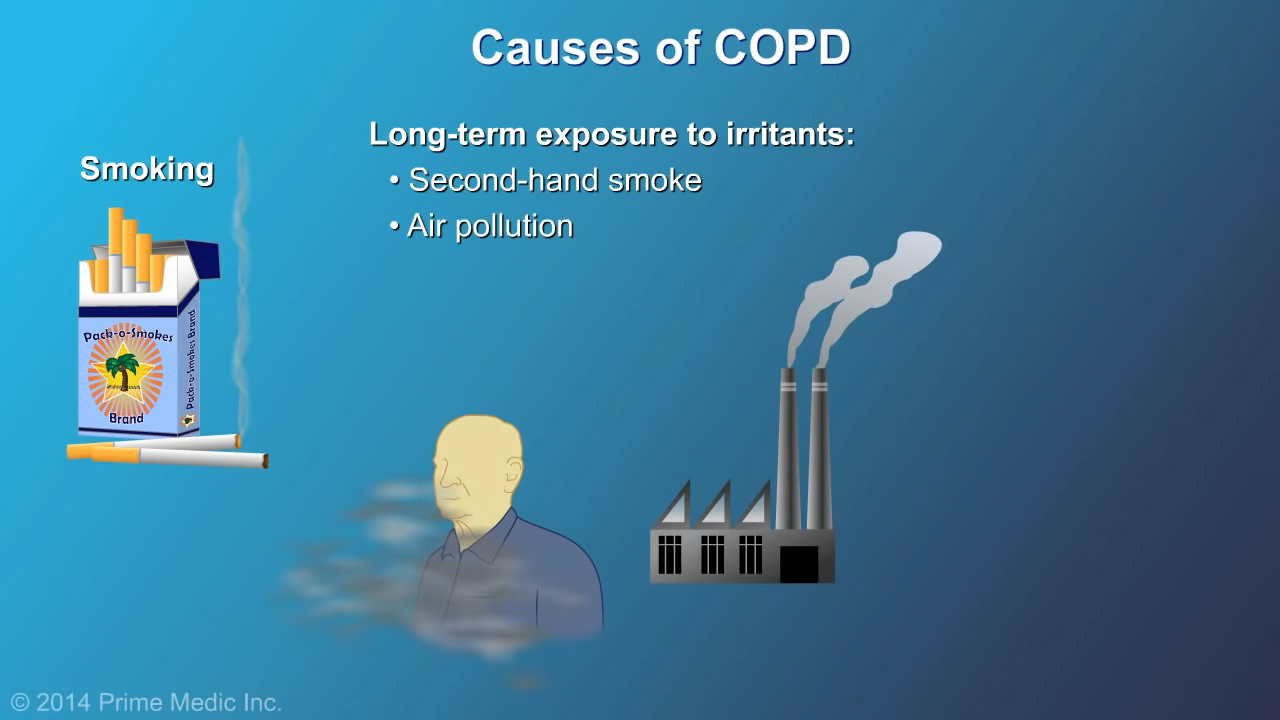 Causes of COPD
Long-term exposure to irritants:
• Second-hand smoke
• Air pollution
Smoking
Pack-o-Smokes
Brand
Pack-o-Smokes Brand
© 2014 Prime Medic Inc.